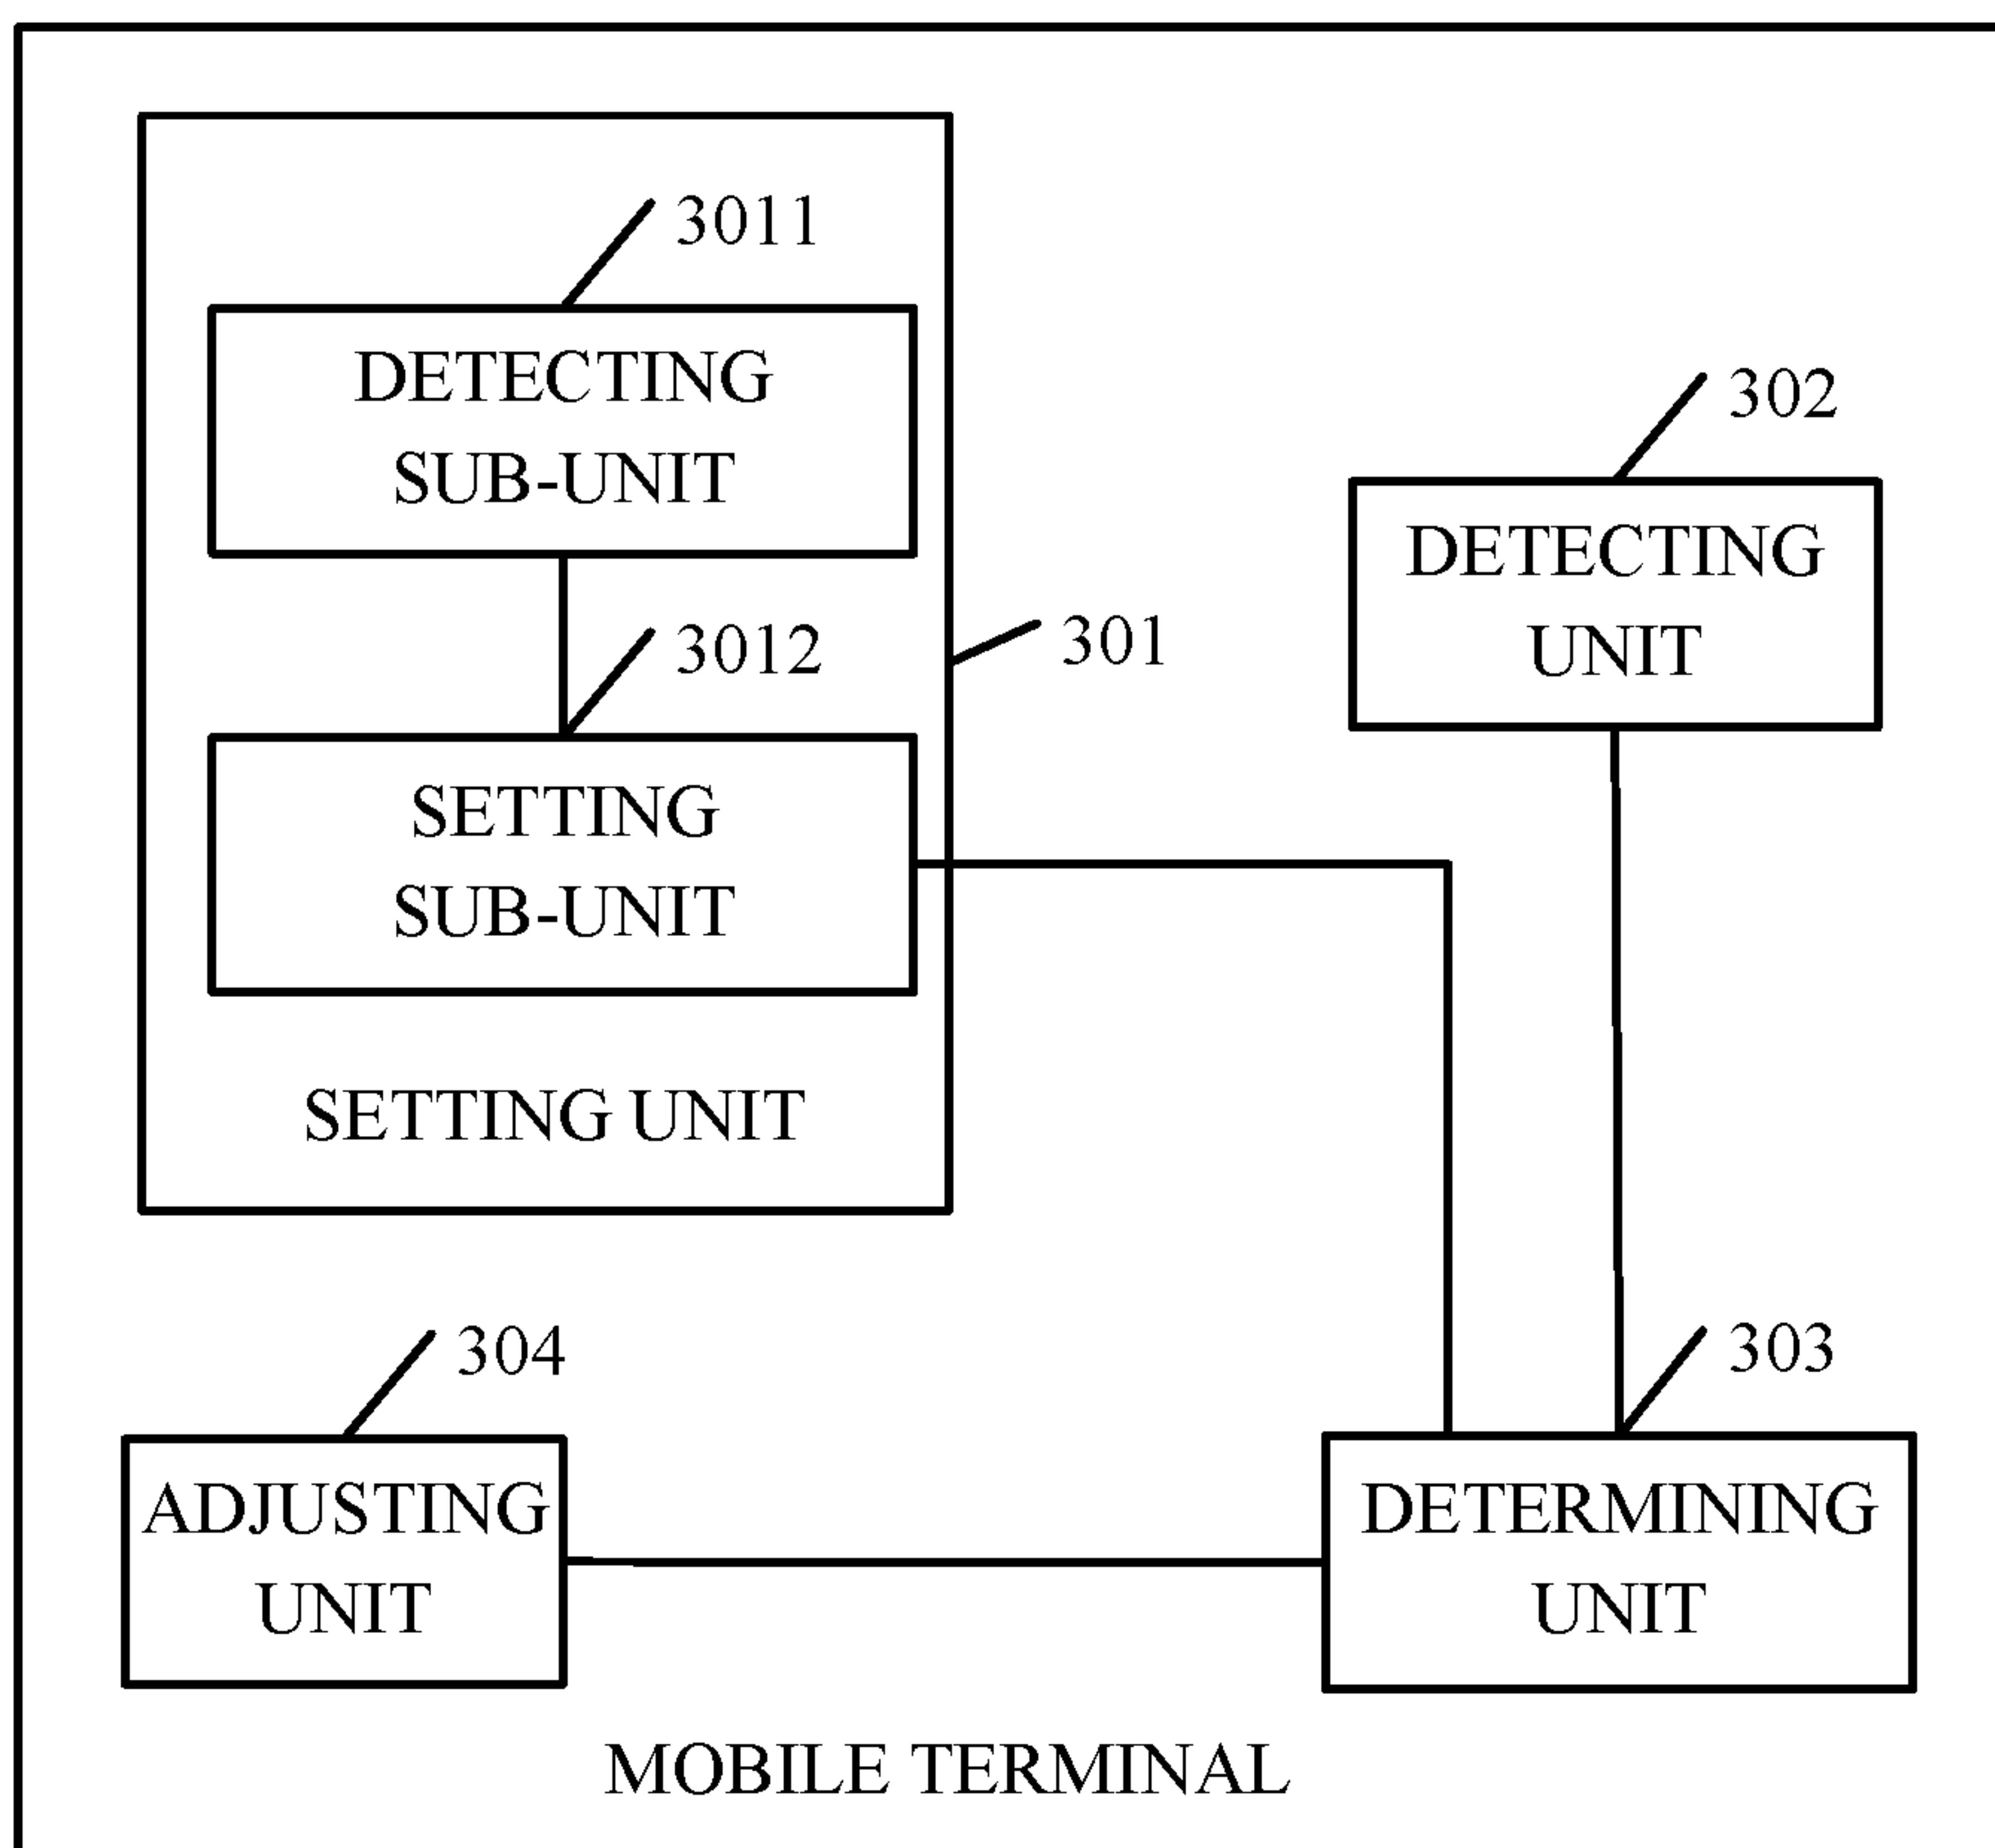 3011
DETECTING
SUB-UNIT
302
DETECTING
UNIT
3012
301
SETTING
SUB-UNIT
SETTING UNIT
304
303
ADJUSTING
UNIT
DETERMINING
UNIT
MOBILE TERMINAL